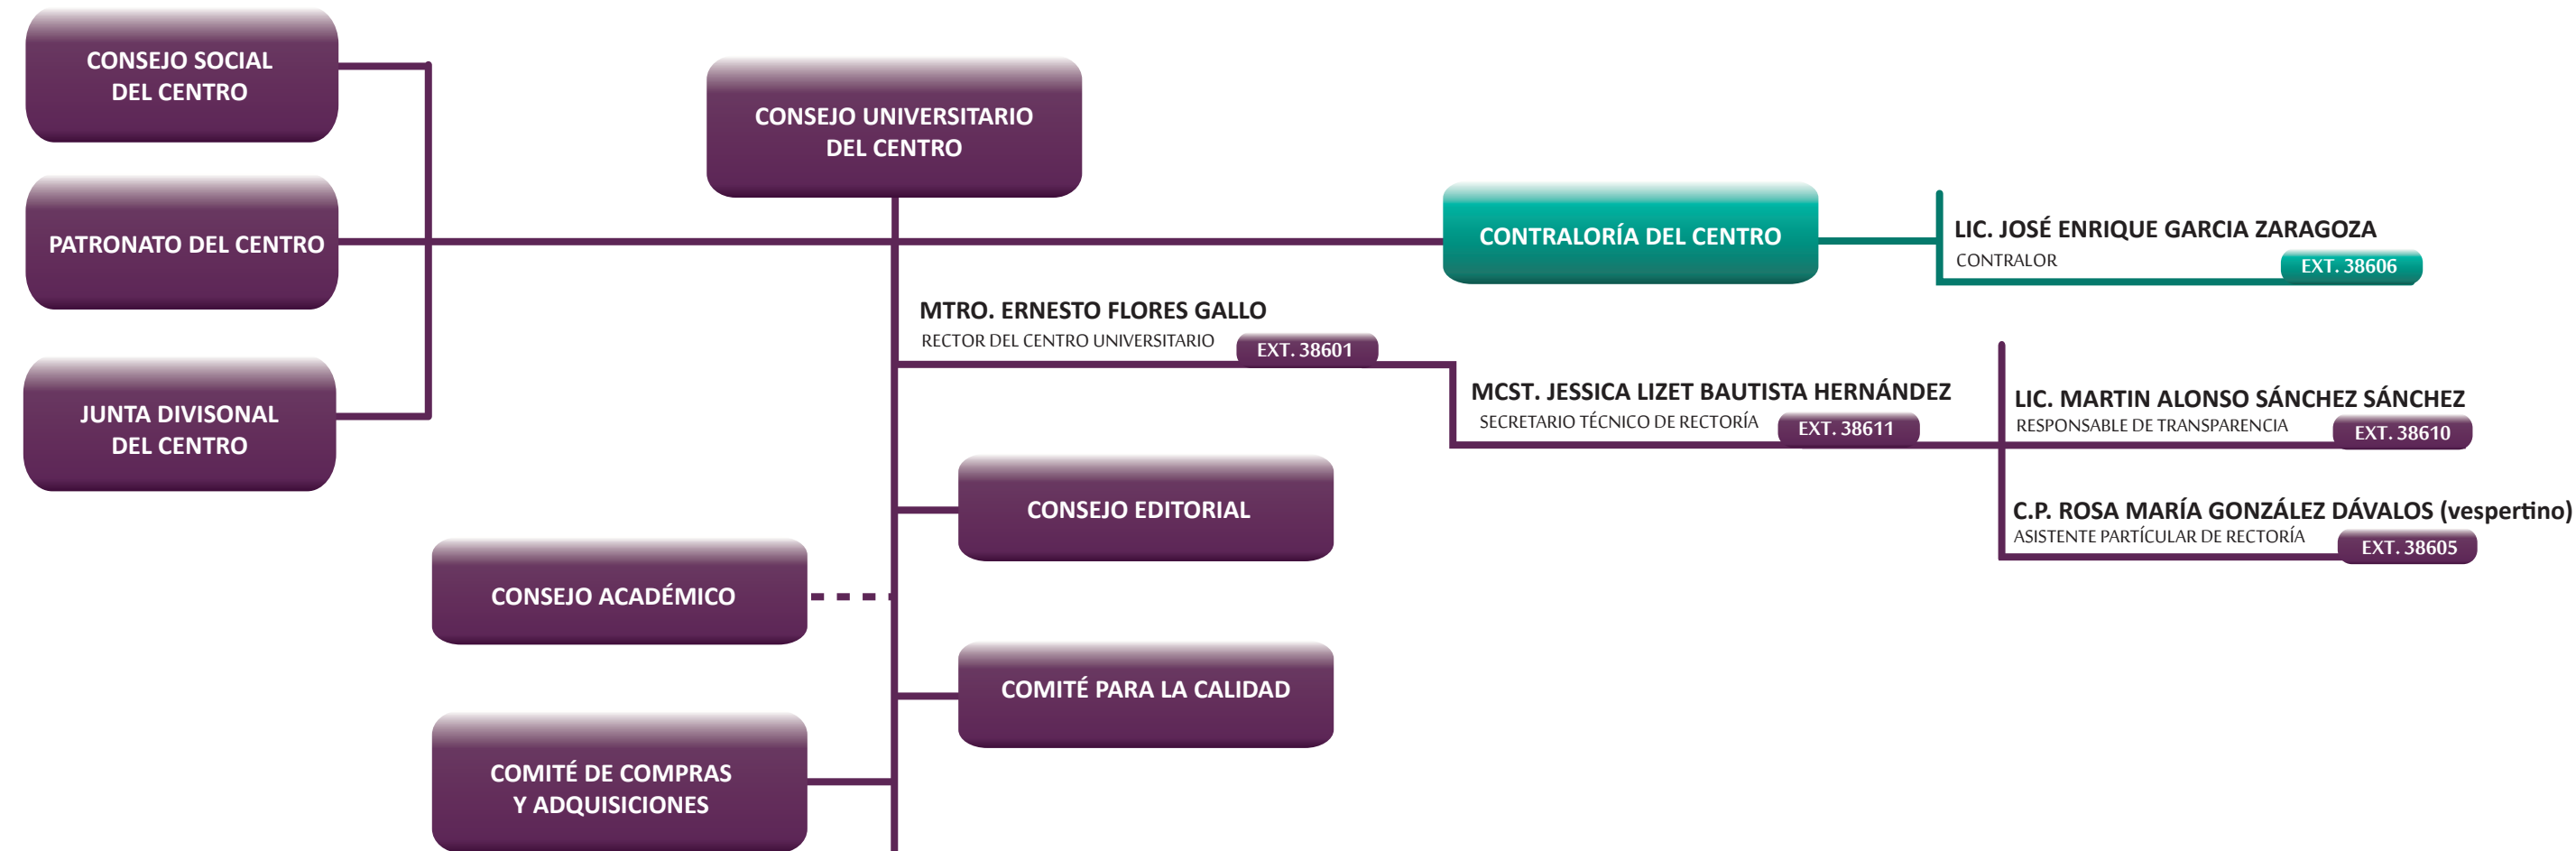 CONSEJO SOCIAL
DEL CENTRO
CONSEJO UNIVERSITARIO
DEL CENTRO
PATRONATO DEL CENTRO
CONTRALORÍA DEL CENTRO
LIC. JOSÉ ENRIQUE GARCIA ZARAGOZA
CONTRALOR
EXT. 38606
MTRO. ERNESTO FLORES GALLO
RECTOR DEL CENTRO UNIVERSITARIO
EXT. 38601
JUNTA DIVISONAL
DEL CENTRO
MCST. JESSICA LIZET BAUTISTA HERNÁNDEZ
SECRETARIO TÉCNICO DE RECTORÍA
EXT. 38611
LIC. MARTIN ALONSO SÁNCHEZ SÁNCHEZ
RESPONSABLE DE TRANSPARENCIA
EXT. 38610
C.P. ROSA MARÍA GONZÁLEZ DÁVALOS (vespertino)
ASISTENTE PARTÍCULAR DE RECTORÍA
EXT. 38605
CONSEJO EDITORIAL
CONSEJO ACADÉMICO
COMITÉ PARA LA CALIDAD
COMITÉ DE COMPRAS
Y ADQUISICIONES